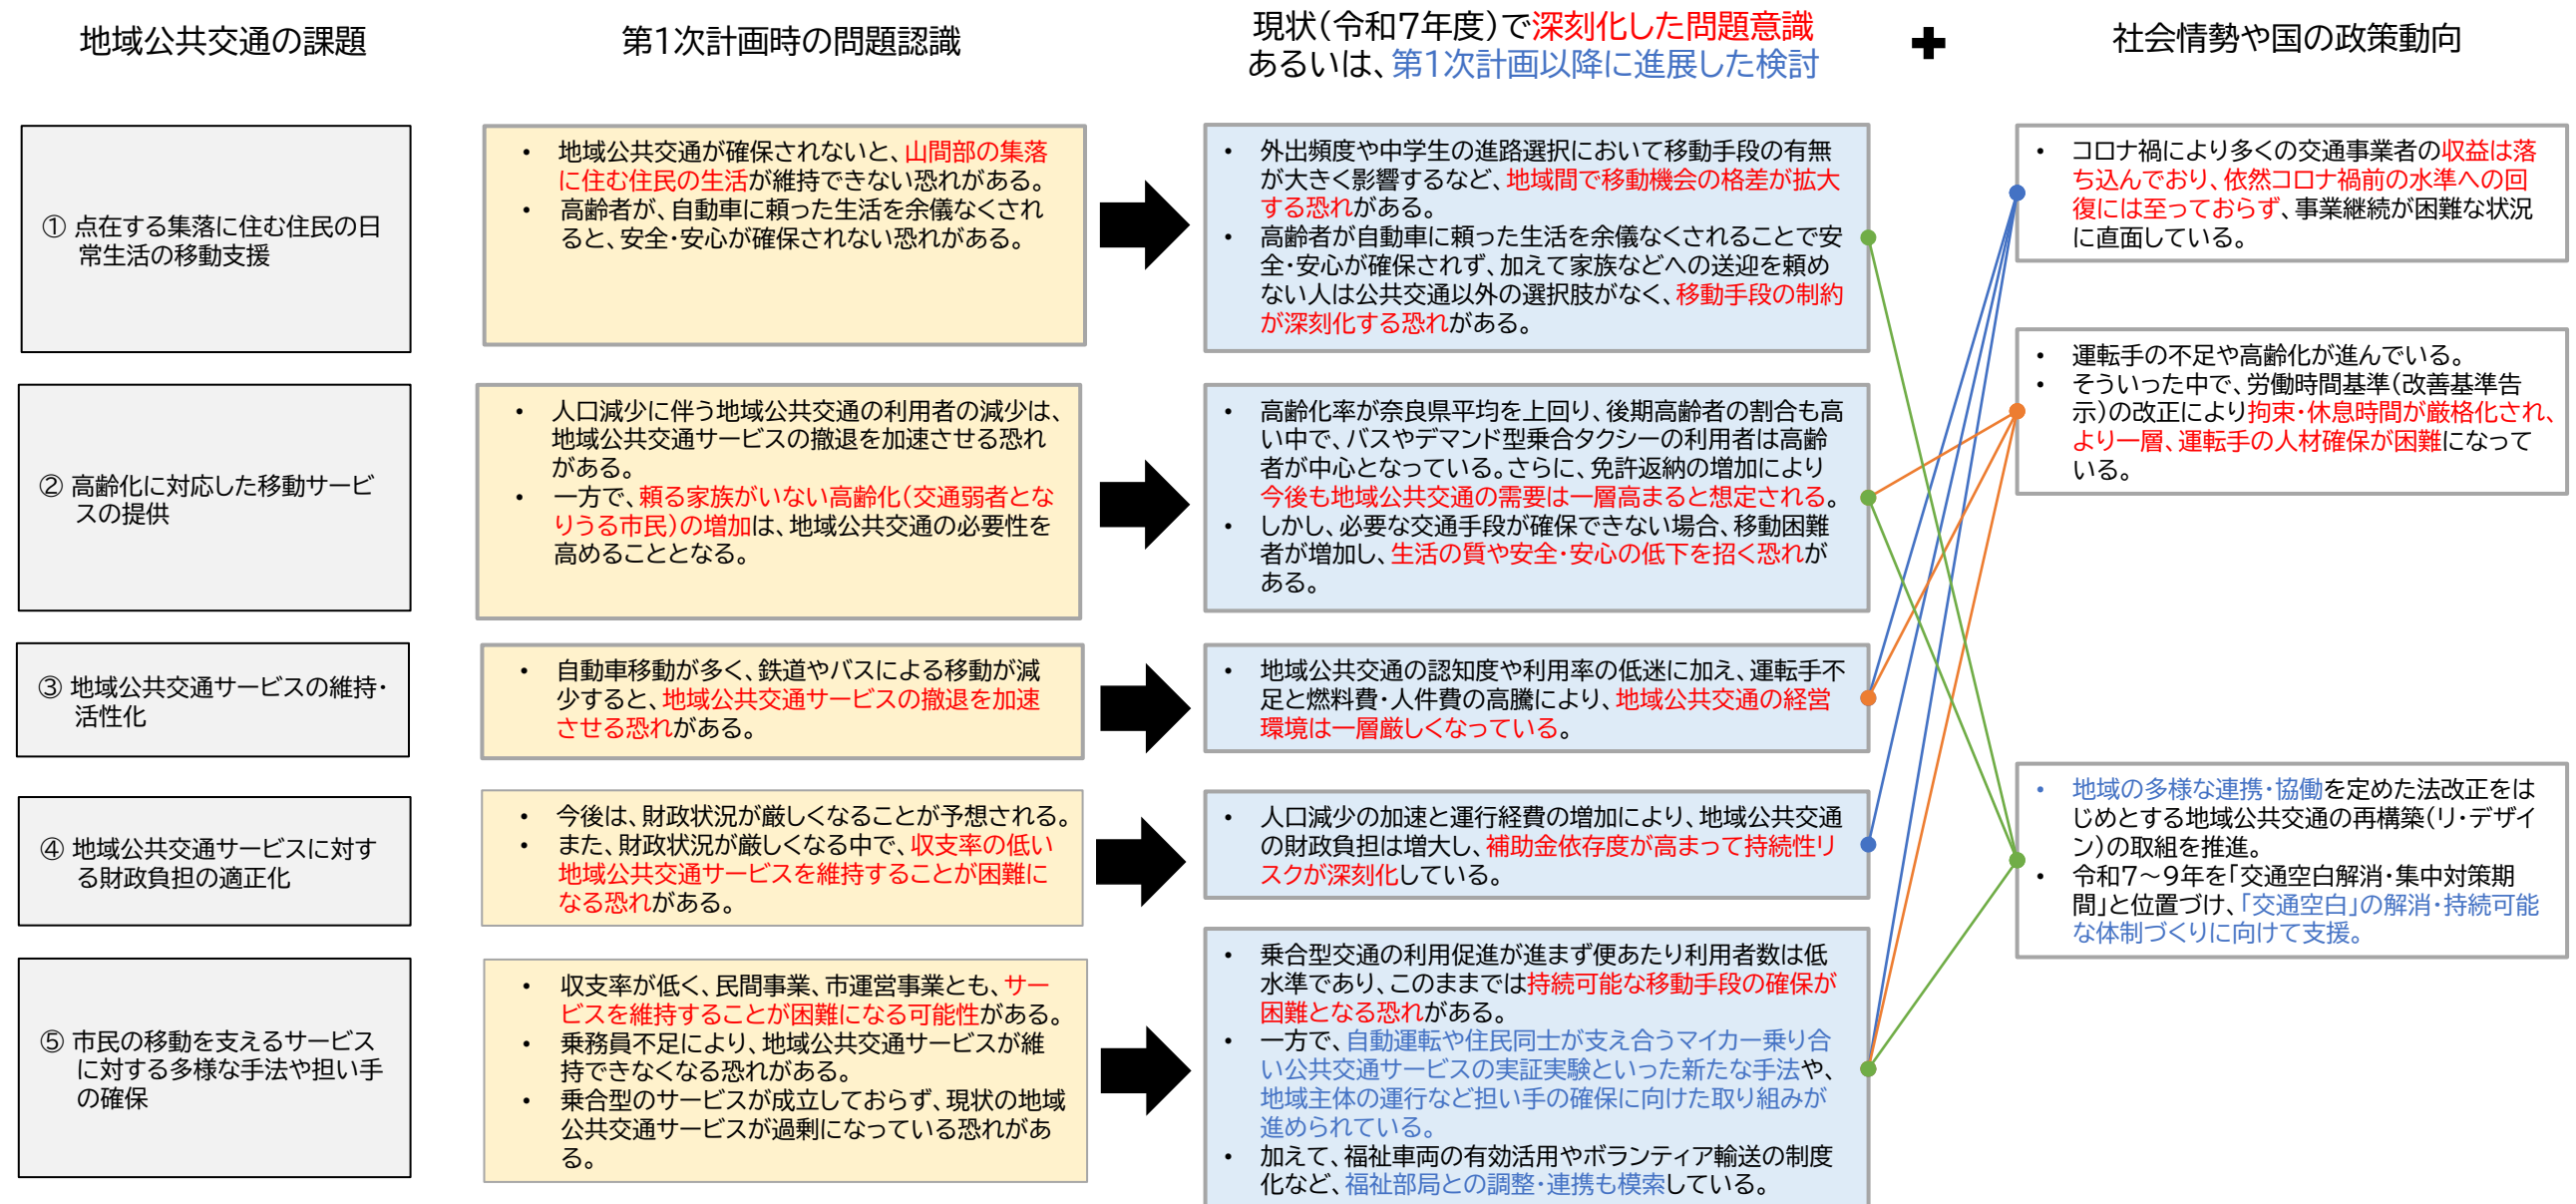 地域公共交通の課題
第1次計画時の問題認識
現状(令和7年度)で深刻化した問題意識
あるいは、第1次計画以降に進展した検討
社会情勢や国の政策動向
① 点在する集落に住む住民の日
常生活の移動支援
・ 地域公共交通が確保されないと、山間部の集落
に住む住民の生活が維持できない恐れがある。
・ 高齢者が、自動車に頼った生活を余儀なくされ
ると、安全・安心が確保されない恐れがある。
・ 外出頻度や中学生の進路選択において移動手段の有無
が大きく影響するなど、地域間で移動機会の格差が拡大
する恐れがある。
・ 高齢者が自動車に頼った生活を余儀なくされることで安
全・安心が確保されず、加えて家族などへの送迎を頼め
ない人は公共交通以外の選択肢がなく、移動手段の制約
が深刻化する恐れがある。
・ コロナ禍により多くの交通事業者の収益は落
ち込んでおり、依然コロナ禍前の水準への回
復には至っておらず、事業継続が困難な状況
に直面している。
② 高齢化に対応した移動サービ
スの提供
・ 人口減少に伴う地域公共交通の利用者の減少は、
地域公共交通サービスの撤退を加速させる恐れ
がある。
・ 一方で、頼る家族がいない高齢化(交通弱者とな
りうる市民)の増加は、地域公共交通の必要性を
高めることとなる。
・ 高齢化率が奈良県平均を上回り、後期高齢者の割合も高
い中で、バスやデマンド型乗合タクシーの利用者は高齢
者が中心となっている。さらに、免許返納の増加により
今後も地域公共交通の需要は一層高まると想定される。
・ しかし、必要な交通手段が確保できない場合、移動困難
者が増加し、生活の質や安全・安心の低下を招く恐れが
ある。
・ 運転手の不足や高齢化が進んでいる。
・ そういった中で、労働時間基準(改善基準告
示)の改正により拘束・休息時間が厳格化され、
より一層、運転手の人材確保が困難になって
いる。
③ 地域公共交通サービスの維持・
活性化
・ 自動車移動が多く、鉄道やバスによる移動が減
少すると、地域公共交通サービスの撤退を加速
させる恐れがある。
・ 地域公共交通の認知度や利用率の低迷に加え、運転手不
足と燃料費・人件費の高騰により、地域公共交通の経営
環境は一層厳しくなっている。
④ 地域公共交通サービスに対す
る財政負担の適正化
・ 今後は、財政状況が厳しくなることが予想される。
・ また、財政状況が厳しくなる中で、収支率の低い
地域公共交通サービスを維持することが困難に
なる恐れがある。
・ 人口減少の加速と運行経費の増加により、地域公共交通
の財政負担は増大し、補助金依存度が高まって持続性リ
スクが深刻化している。
・ 地域の多様な連携・協働を定めた法改正をは
じめとする地域公共交通の再構築(リ・デザイ
ン)の取組を推進。
・ 令和7～9年を「交通空白解消・集中対策期
間」と位置づけ、「交通空白」の解消・持続可能
な体制づくりに向けて支援。
⑤ 市民の移動を支えるサービス
に対する多様な手法や担い手
の確保
・ 収支率が低く、民間事業、市運営事業とも、サー
ビスを維持することが困難になる可能性がある。
・ 乗務員不足により、地域公共交通サービスが維
持できなくなる恐れがある。
・ 乗合型のサービスが成立しておらず、現状の地域
公共交通サービスが過剰になっている恐れがあ
る。
・ 乗合型交通の利用促進が進まず便あたり利用者数は低
水準であり、このままでは持続可能な移動手段の確保が
困難となる恐れがある。
・ 一方で、自動運転や住民同士が支え合うマイカー乗り合
い公共交通サービスの実証実験といった新たな手法や、
地域主体の運行など担い手の確保に向けた取り組みが
進められている。
・ 加えて、福祉車両の有効活用やボランティア輸送の制度
化など、福祉部局との調整・連携も模索している。